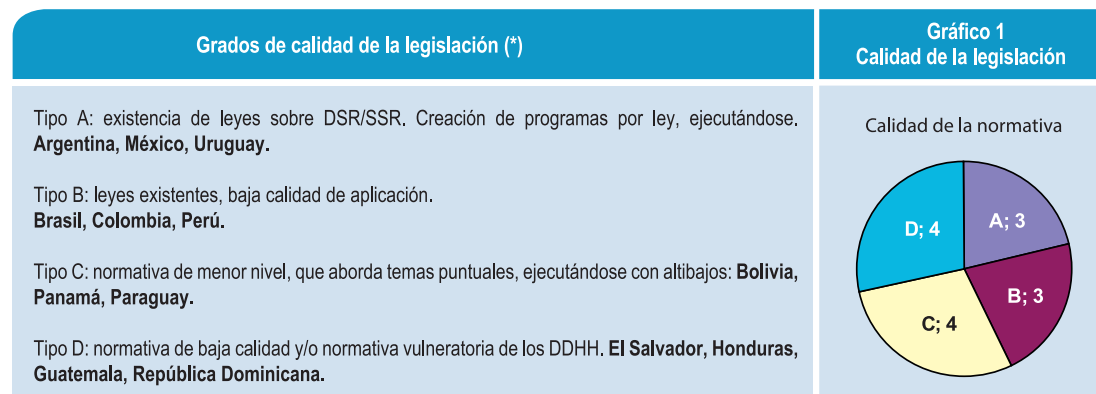 Grados de calidad de la legislación (*)
Gráfico 1
Calidad de la legislación
Tipo A: existencia de leyes sobre DSR/SSR. Creación de programas por ley, ejecutándose.
Argentina, México, Uruguay.
Tipo B: leyes existentes, baja calidad de aplicación.
Brasil, Colombia, Perú.
Tipo C: normativa de menor nivel, que aborda temas puntuales, ejecutándose con altibajos: Bolivia,
Panamá, Paraguay.
Tipo D: normativa de baja calidad y/o normativa vulneratoria de los DDHH. El Salvador, Honduras,
Guatemala, República Dominicana.
Calidad de la normativa
D; 4
A; 3
B; 3
C; 4